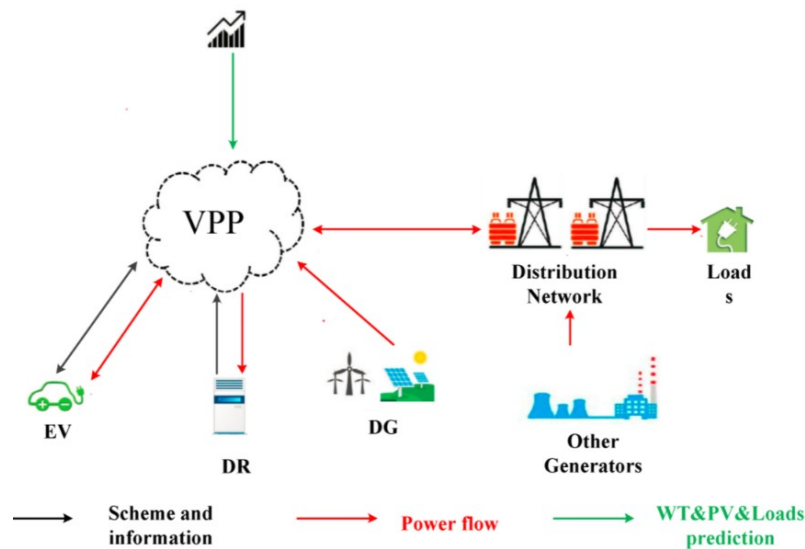 VPP
Distribution
Network
Load
s
EV
DR
DG
Other
Generators
Scheme and
information
Power flow
WT&PV&Loads
prediction